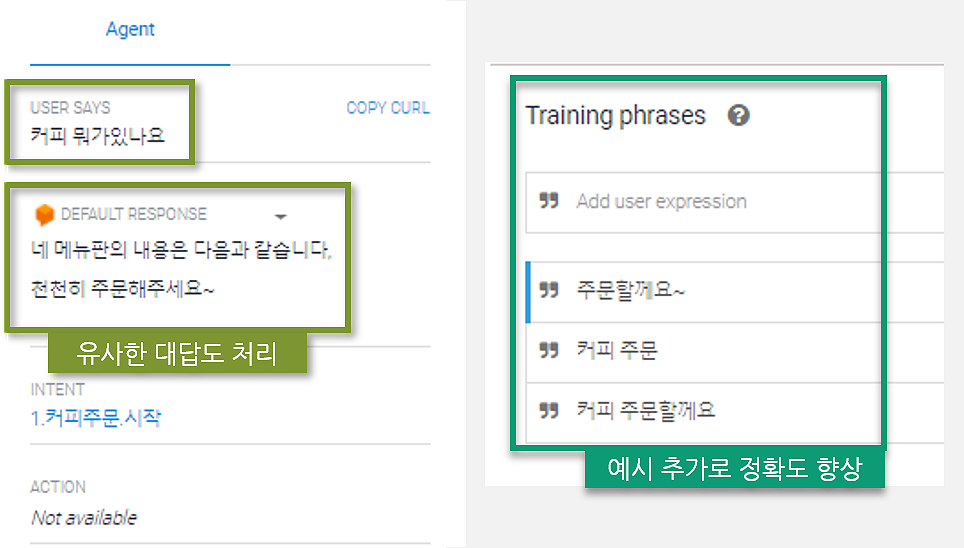 Agent
USER SAYS
COPY CURL
커피 뭐가있나요
DEFAULT RESPONSE
네 메뉴판의 내용은 다음과 같습니다,
천천히 주문해주세요~
유사한 대답도 처리
INTENT
1.커피주문.시작
ACTION
Not available
Training phrases ?
Add user expression
주문할께요~
커피 주문
커피 주문할께요
예시 추가로 정확도 향상